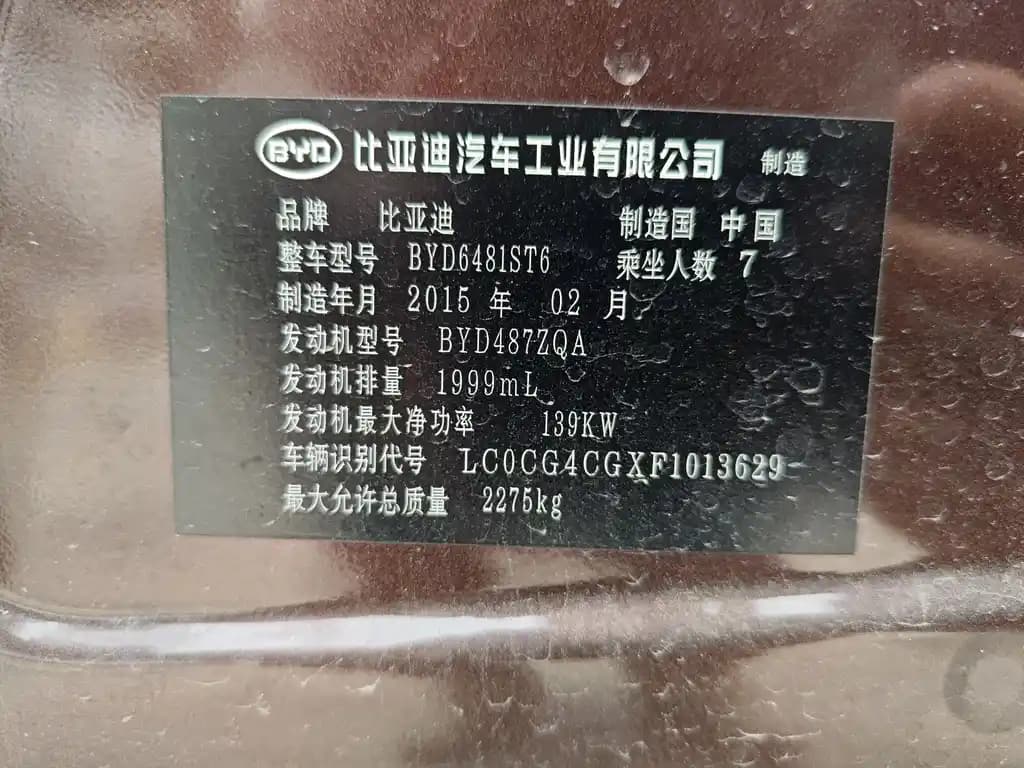 BYD 比亚迪汽车工业有限公司 制造
品牌 比亚迪 制造国 中国
整车型号 BYD6481ST6 乘坐人数 7
制造年月 2015 年 02 月
发动机型号 BYD487ZQA
发动机排量 1999mL
发动机最大净功率 139KW
车辆识别代号 LC0CG4CGXF1013629
最大允许总质量 2275kg